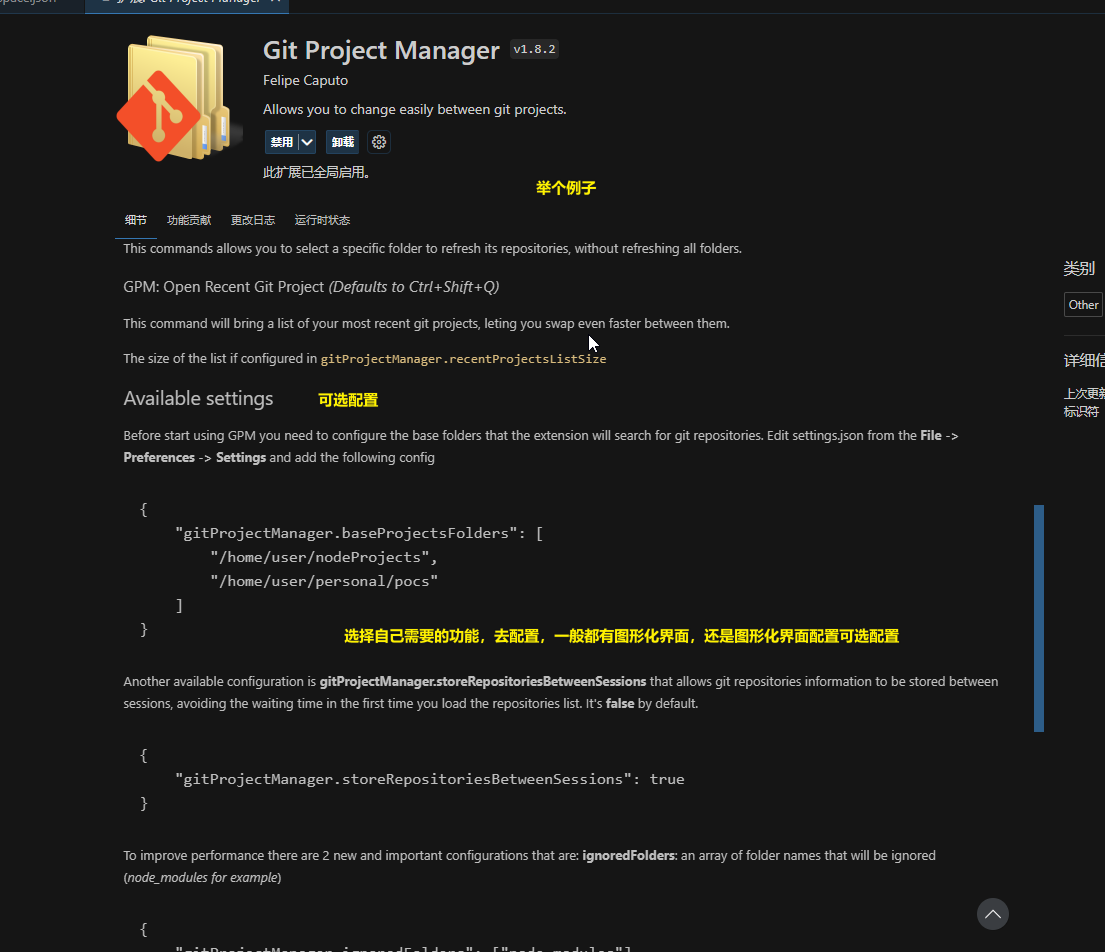 Git Project Manager v1.8.2
Felipe Caputo
Allows you to change easily between git projects.
禁用 卸载
此扩展已全局启用。
举个例子
细节 功能贡献 更改日志 运行时状态
This commands allows you to select a specific folder to refresh its repositories, without refreshing all folders.
类别
GPM: Open Recent Git Project (Defaults to Ctrl+Shift+Q)
Other
This command will bring a list of your most recent git projects, leting you swap even faster between them.
The size of the list if configured in gitProjectManager.recentProjectsListSize
详细信
上次更新
标识符
Available settings 可选配置
Before start using GPM you need to configure the base folders that the extension will search for git repositories. Edit settings.json from the File ->
Preferences -> Settings and add the following config
{
"gitProjectManager.baseProjectsFolders": [
"/home/user/nodeProjects",
"/home/user/personal/pocs"
]
}
选择自己需要的功能，去配置，一般都有图形化界面，还是图形化界面配置可选配置
Another available configuration is gitProjectManager.storeRepositoriesBetweenSessions that allows git repositories information to be stored between
sessions, avoiding the waiting time in the first time you load the repositories list. It's false by default.
{
"gitProjectManager.storeRepositoriesBetweenSessions": true
}
To improve performance there are 2 new and important configurations that are: ignoredFolders: an array of folder names that will be ignored
(node_modules for example)
{